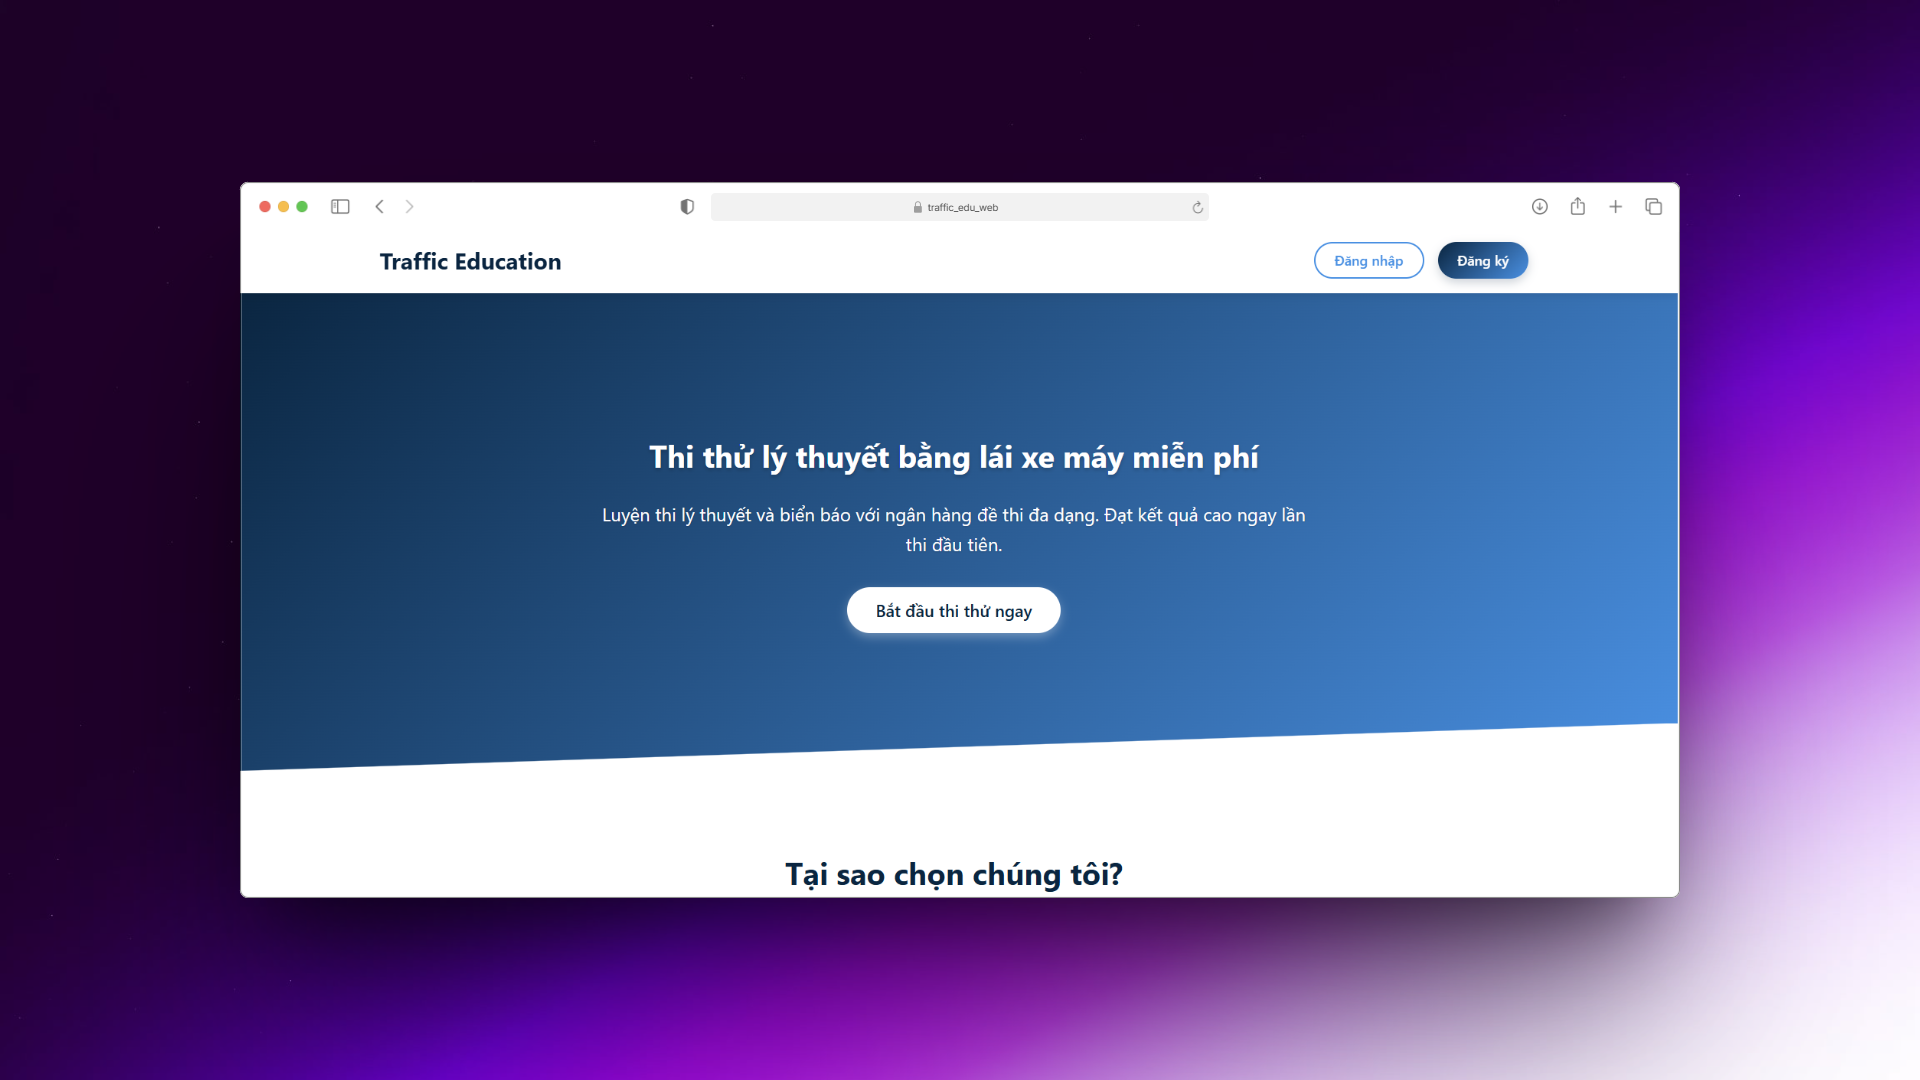 traffic_edu_web
Traffic Education
Đăng nhập
Đăng ký
Thi thử lý thuyết bằng lái xe máy miễn phí
Luyện thi lý thuyết và biển báo với ngân hàng đề thi đa dạng. Đạt kết quả cao ngay lần
thi đầu tiên.
Bắt đầu thi thử ngay
Tại sao chọn chúng tôi?